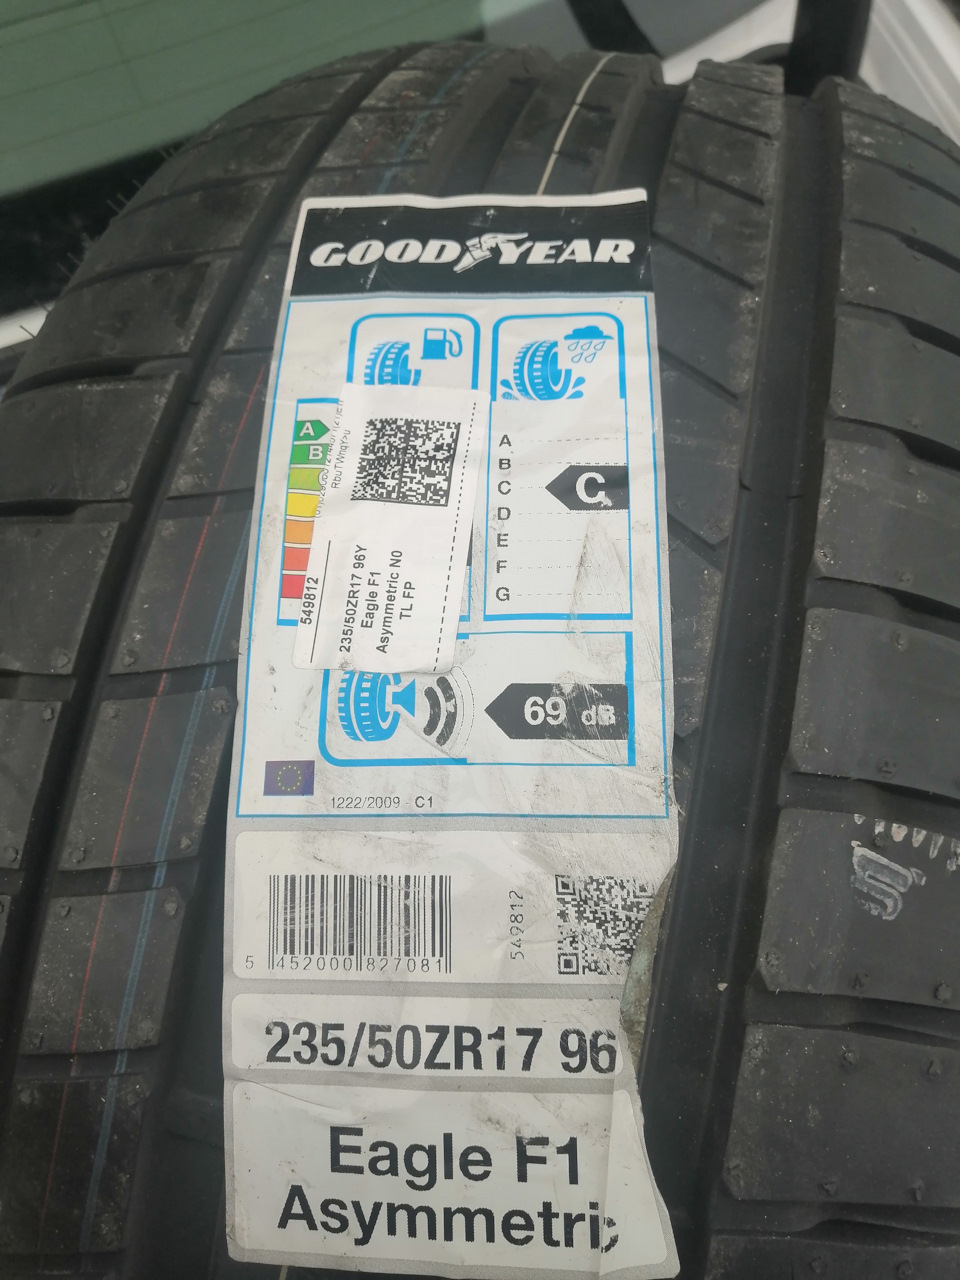 GOODYEAR
A
B
549812
235/50ZR17 96Y
Eagle F1
Asymmetric N0
TL FP
A
B
C
D
E
F
G
C
69 dB
1222/2009 - C1
5 452000 827081
549812
235/50ZR17 96
Eagle F1
Asymmetric